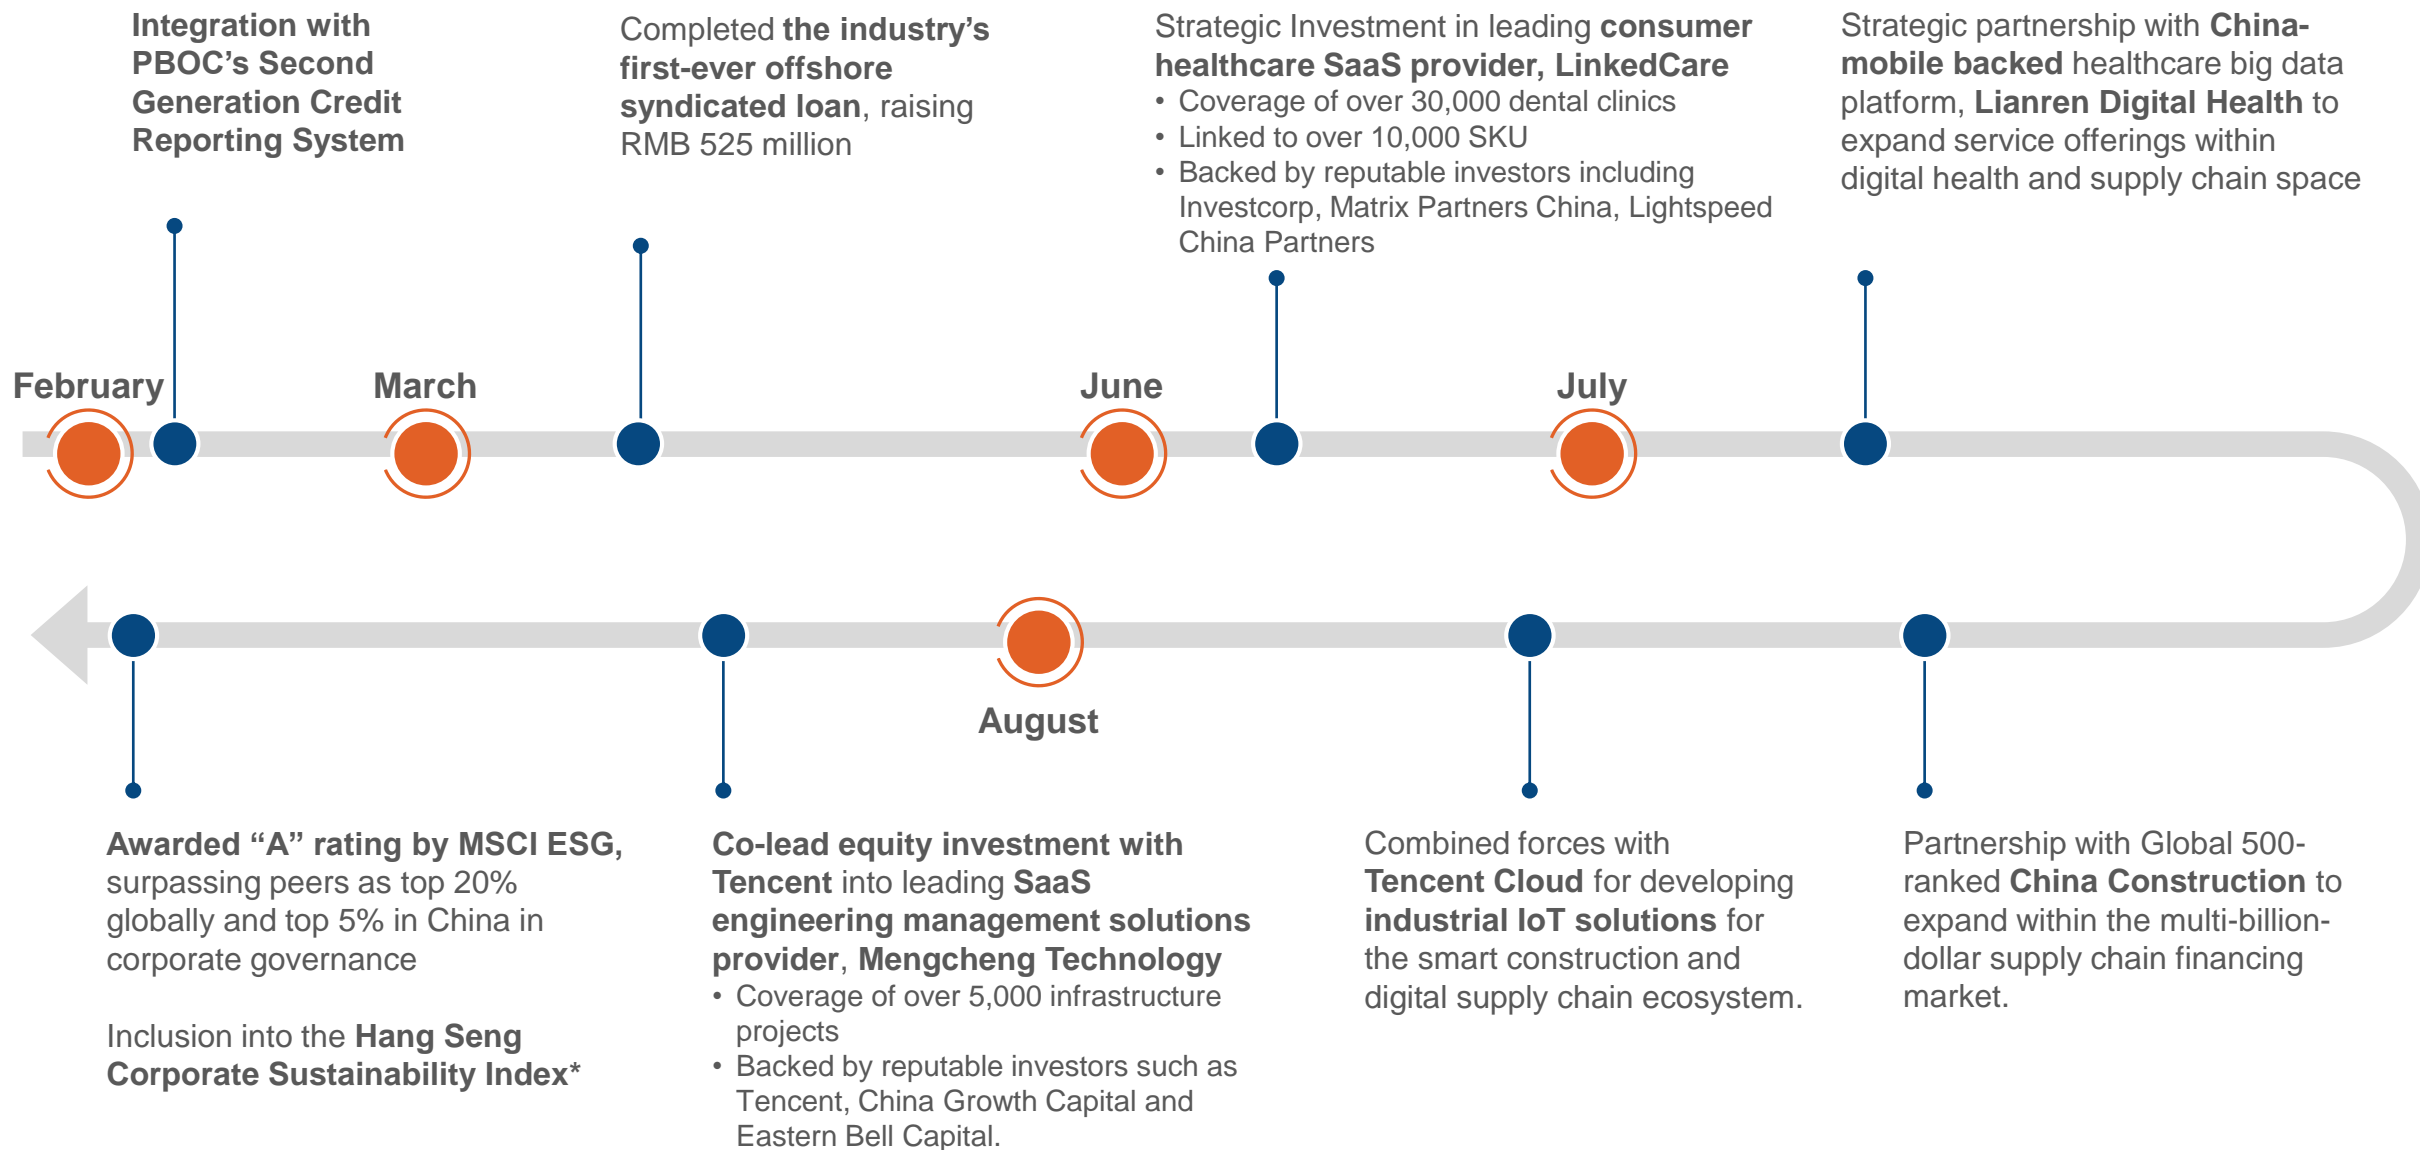 Integration with
PBOC’s Second
Generation Credit
Reporting System
Completed the industry’s
first-ever offshore
syndicated loan, raising
RMB 525 million
Strategic Investment in leading consumer
healthcare SaaS provider, LinkedCare
• Coverage of over 30,000 dental clinics
• Linked to over 10,000 SKU
• Backed by reputable investors including
Investcorp, Matrix Partners China, Lightspeed
China Partners
Strategic partnership with China-
mobile backed healthcare big data
platform, Lianren Digital Health to
expand service offerings within
digital health and supply chain space
February
March
June
July
August
Awarded “A” rating by MSCI ESG,
surpassing peers as top 20%
globally and top 5% in China in
corporate governance
Inclusion into the Hang Seng
Corporate Sustainability Index*
Co-lead equity investment with
Tencent into leading SaaS
engineering management solutions
provider, Mengcheng Technology
• Coverage of over 5,000 infrastructure
projects
• Backed by reputable investors such as
Tencent, China Growth Capital and
Eastern Bell Capital.
Combined forces with
Tencent Cloud for developing
industrial IoT solutions for
the smart construction and
digital supply chain ecosystem.
Partnership with Global 500-
ranked China Construction to
expand within the multi-billion-
dollar supply chain financing
market.